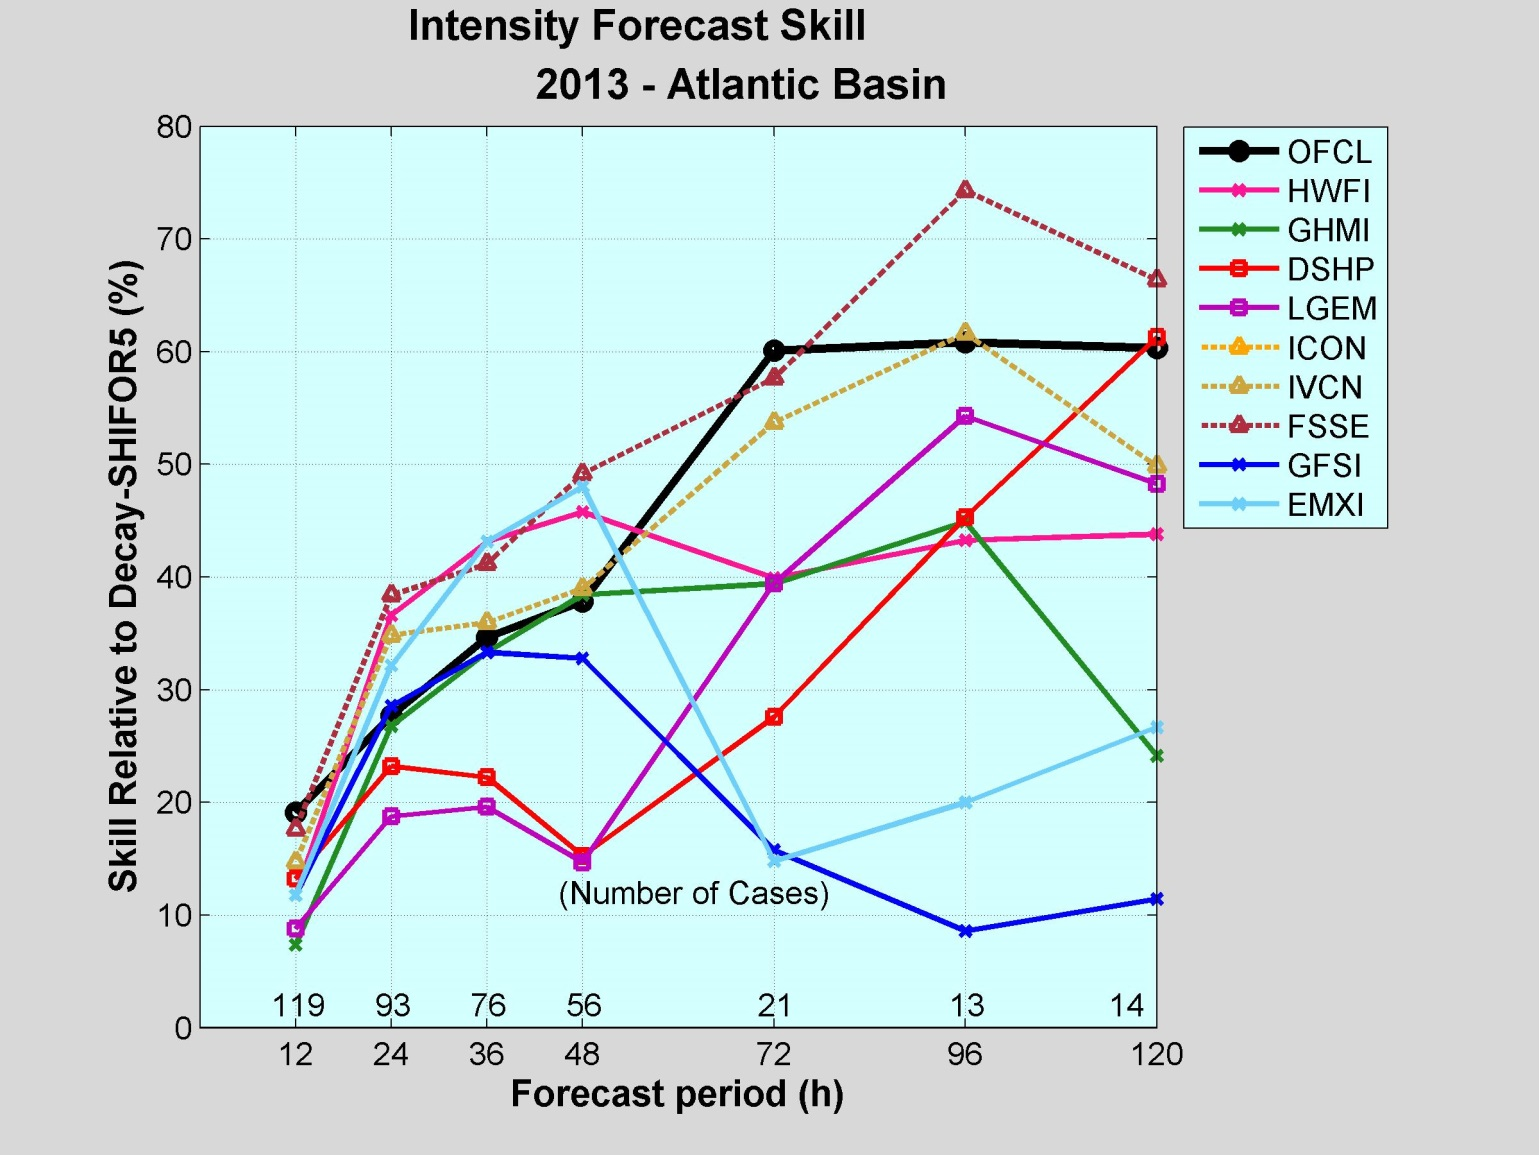 Intensity Forecast Skill
2013 - Atlantic Basin
Skill Relative to Decay-SHIFOR5 (%)
80
70
60
50
40
30
20
10
0
OFCL
HWFI
GHMI
DSHP
LGEM
ICON
IVCN
FSSE
GFSI
EMXI
(Number of Cases)
119 93 76 56 21 13 14
12 24 36 48 72 96 120
Forecast period (h)